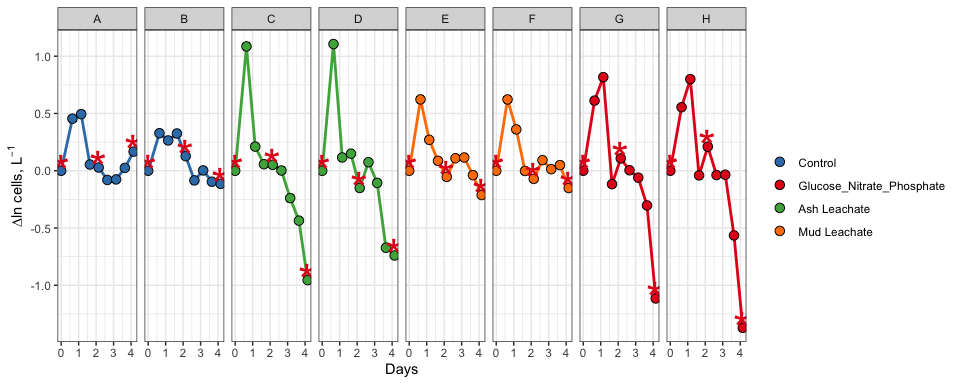 A B C D E F G H
1.0
0.5
0.0
-0.5
-1.0
Δln cells, L⁻¹
0 1 2 3 4 0 1 2 3 4 0 1 2 3 4 0 1 2 3 4 0 1 2 3 4 0 1 2 3 4 0 1 2 3 4 0 1 2 3 4
Days
Control
Glucose_Nitrate_Phosphate
Ash Leachate
Mud Leachate